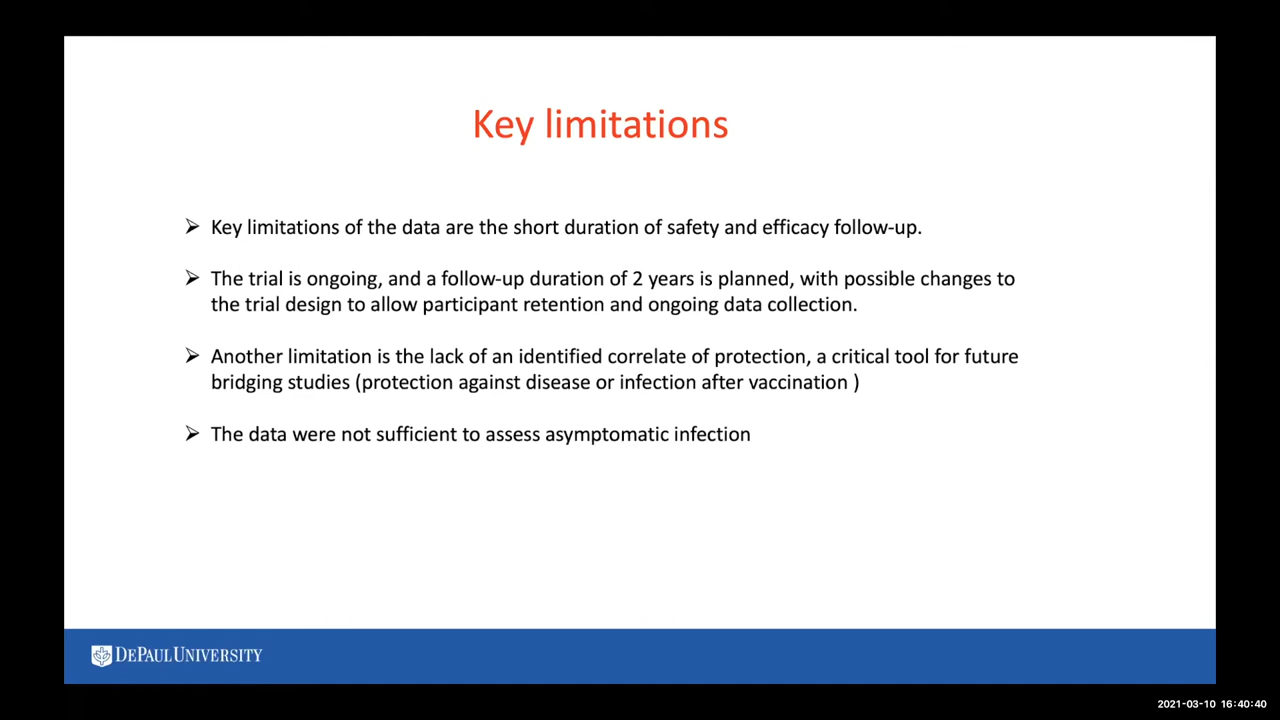 Key limitations
➢ Key limitations of the data are the short duration of safety and efficacy follow-up.
➢ The trial is ongoing, and a follow-up duration of 2 years is planned, with possible changes to
the trial design to allow participant retention and ongoing data collection.
➢ Another limitation is the lack of an identified correlate of protection, a critical tool for future
bridging studies (protection against disease or infection after vaccination )
➢ The data were not sufficient to assess asymptomatic infection
DEPAUL UNIVERSITY
2021-03-10 16:40:40